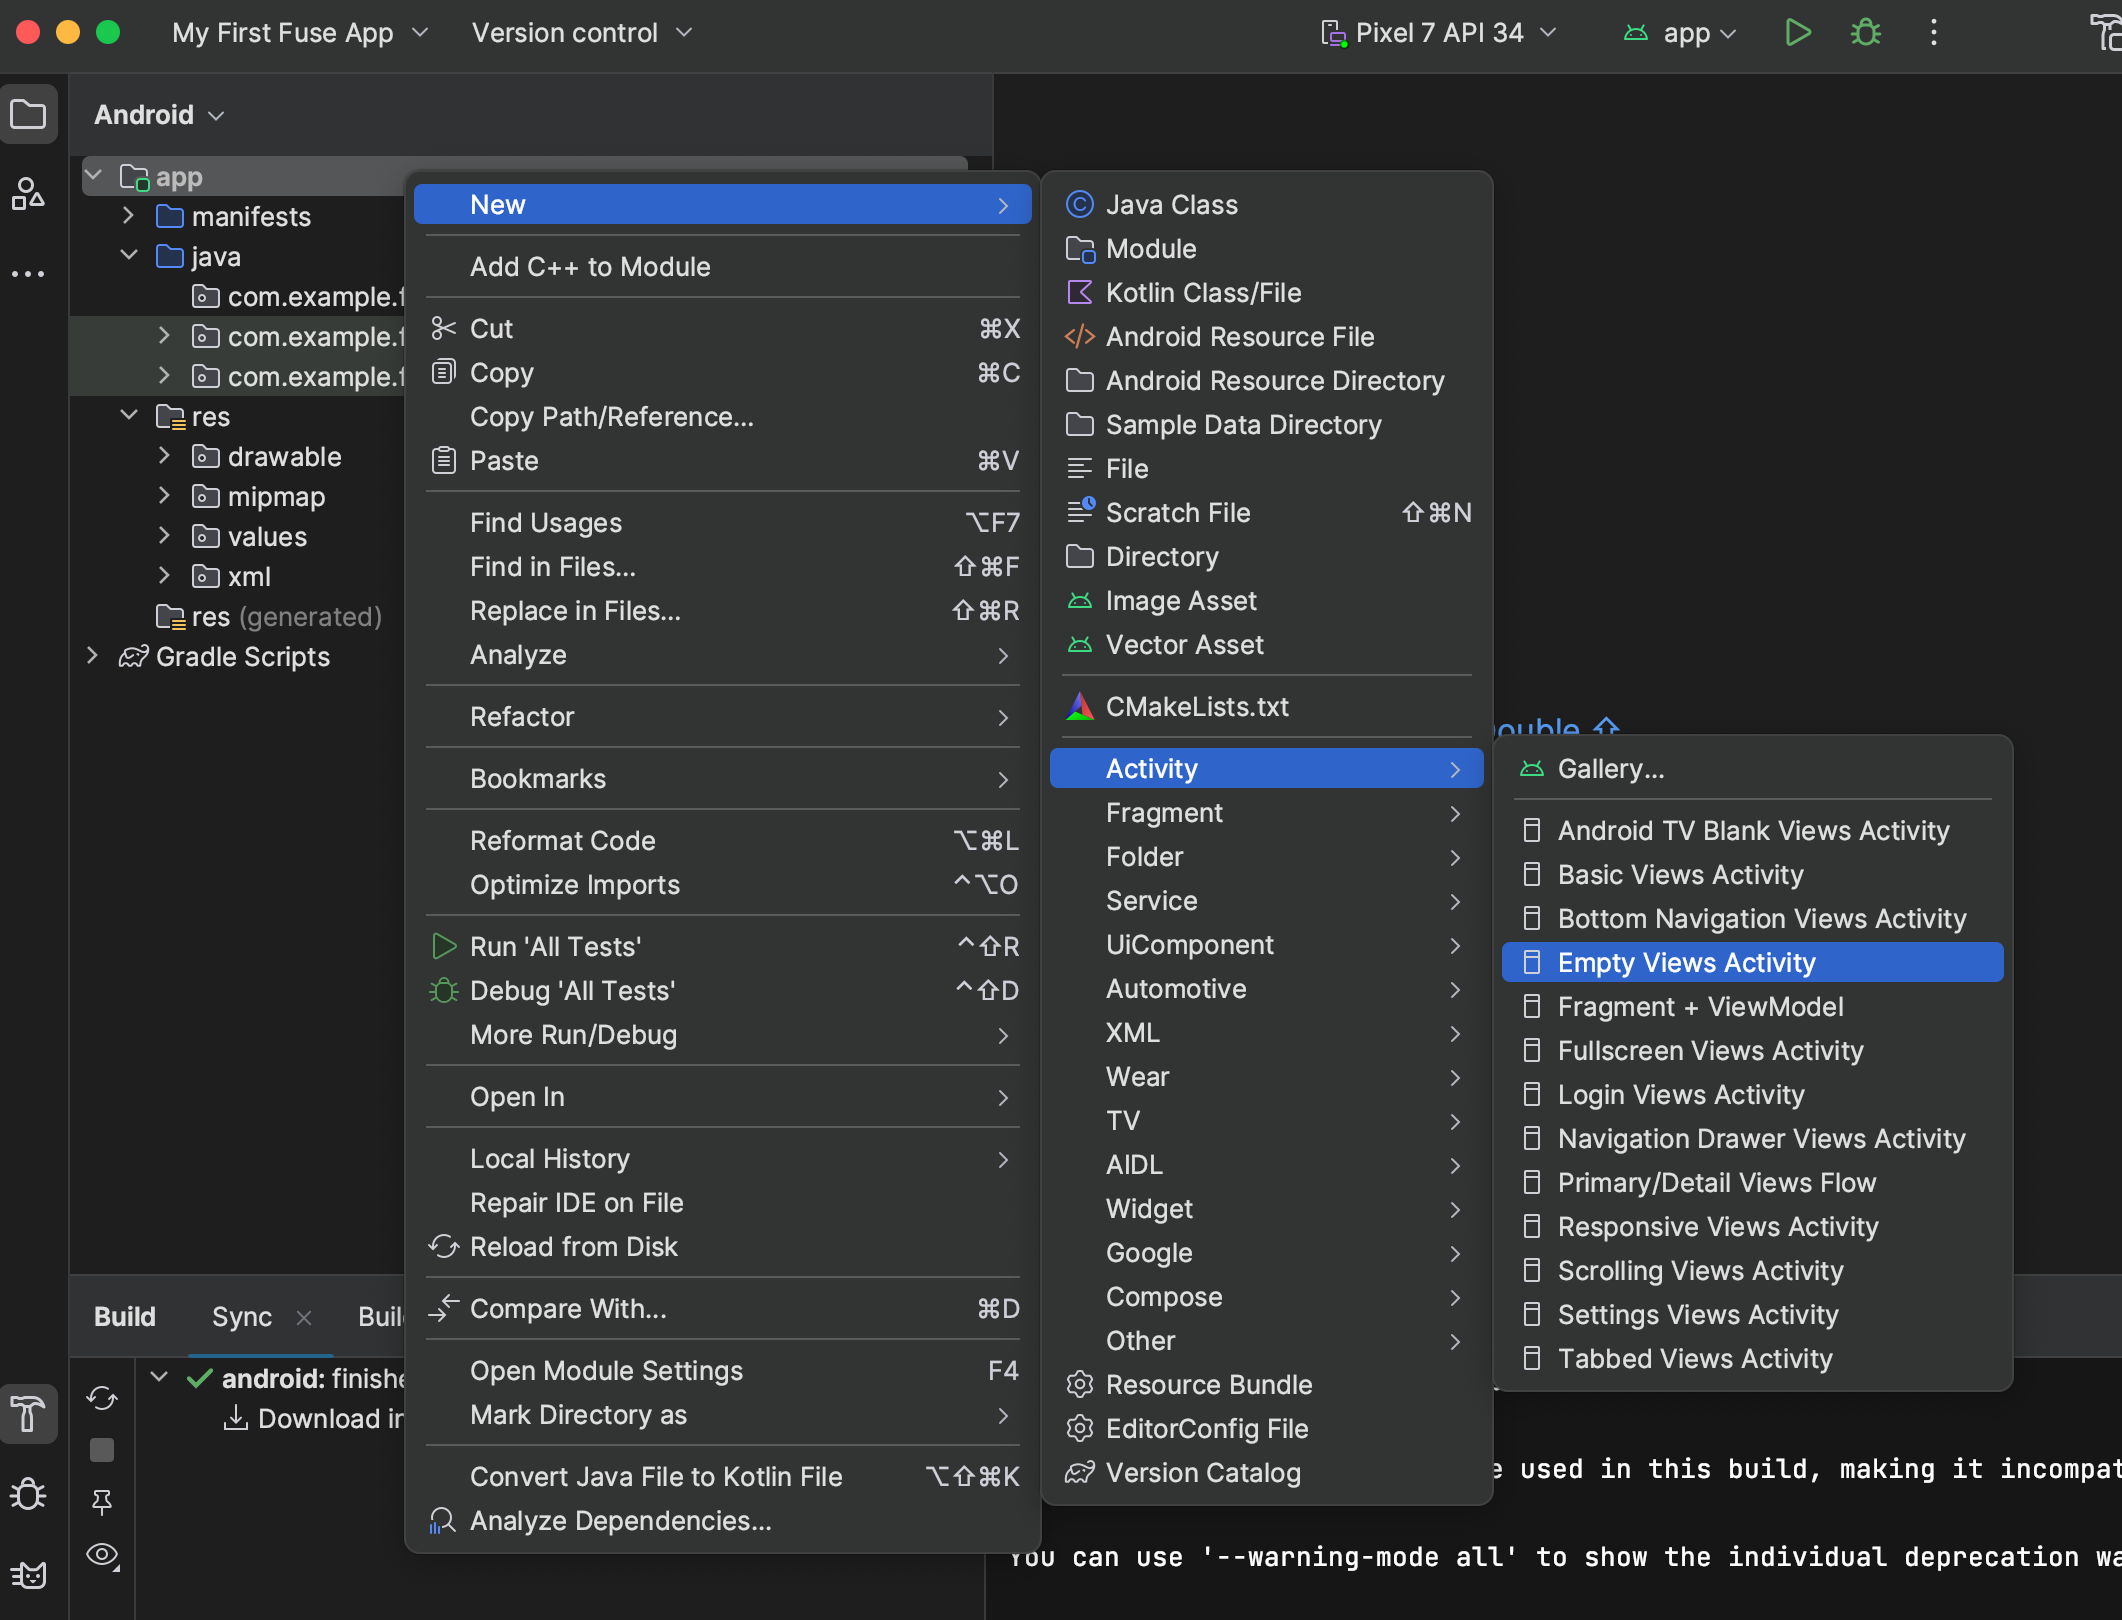 My First Fuse App
Version control
Pixel 7 API 34
app
Android
app
manifests
java
com.example.f
com.example.f
com.example.f
res
drawable
mipmap
values
xml
res (generated)
Gradle Scripts
New
Add C++ to Module
Cut ⌘X
Copy ⌘C
Copy Path/Reference...
Paste ⌘V
Find Usages ⌥F7
Find in Files... ⇧⌘F
Replace in Files... ⇧⌘R
Analyze
Refactor
Bookmarks
Reformat Code ⌥⌘L
Optimize Imports ^⌥O
Run 'All Tests' ^⇧R
Debug 'All Tests' ^⇧D
More Run/Debug
Open In
Local History
Repair IDE on File
Reload from Disk
Compare With... ⌘D
Open Module Settings F4
Mark Directory as
Convert Java File to Kotlin File ⌥⇧⌘K
Analyze Dependencies...
Java Class
Module
Kotlin Class/File
Android Resource File
Android Resource Directory
Sample Data Directory
File
Scratch File ⇧⌘N
Directory
Image Asset
Vector Asset
CMakeLists.txt
Activity
Fragment
Folder
Service
UiComponent
Automotive
XML
Wear
TV
AIDL
Widget
Google
Compose
Other
Resource Bundle
EditorConfig File
Version Catalog
Double ⇧
Gallery...
Android TV Blank Views Activity
Basic Views Activity
Bottom Navigation Views Activity
Empty Views Activity
Fragment + ViewModel
Fullscreen Views Activity
Login Views Activity
Navigation Drawer Views Activity
Primary/Detail Views Flow
Responsive Views Activity
Scrolling Views Activity
Settings Views Activity
Tabbed Views Activity
Build
Sync
Buil
android: finishe
Download in
e used in this build, making it incompat
You can use '--warning-mode all' to show the individual deprecation wa